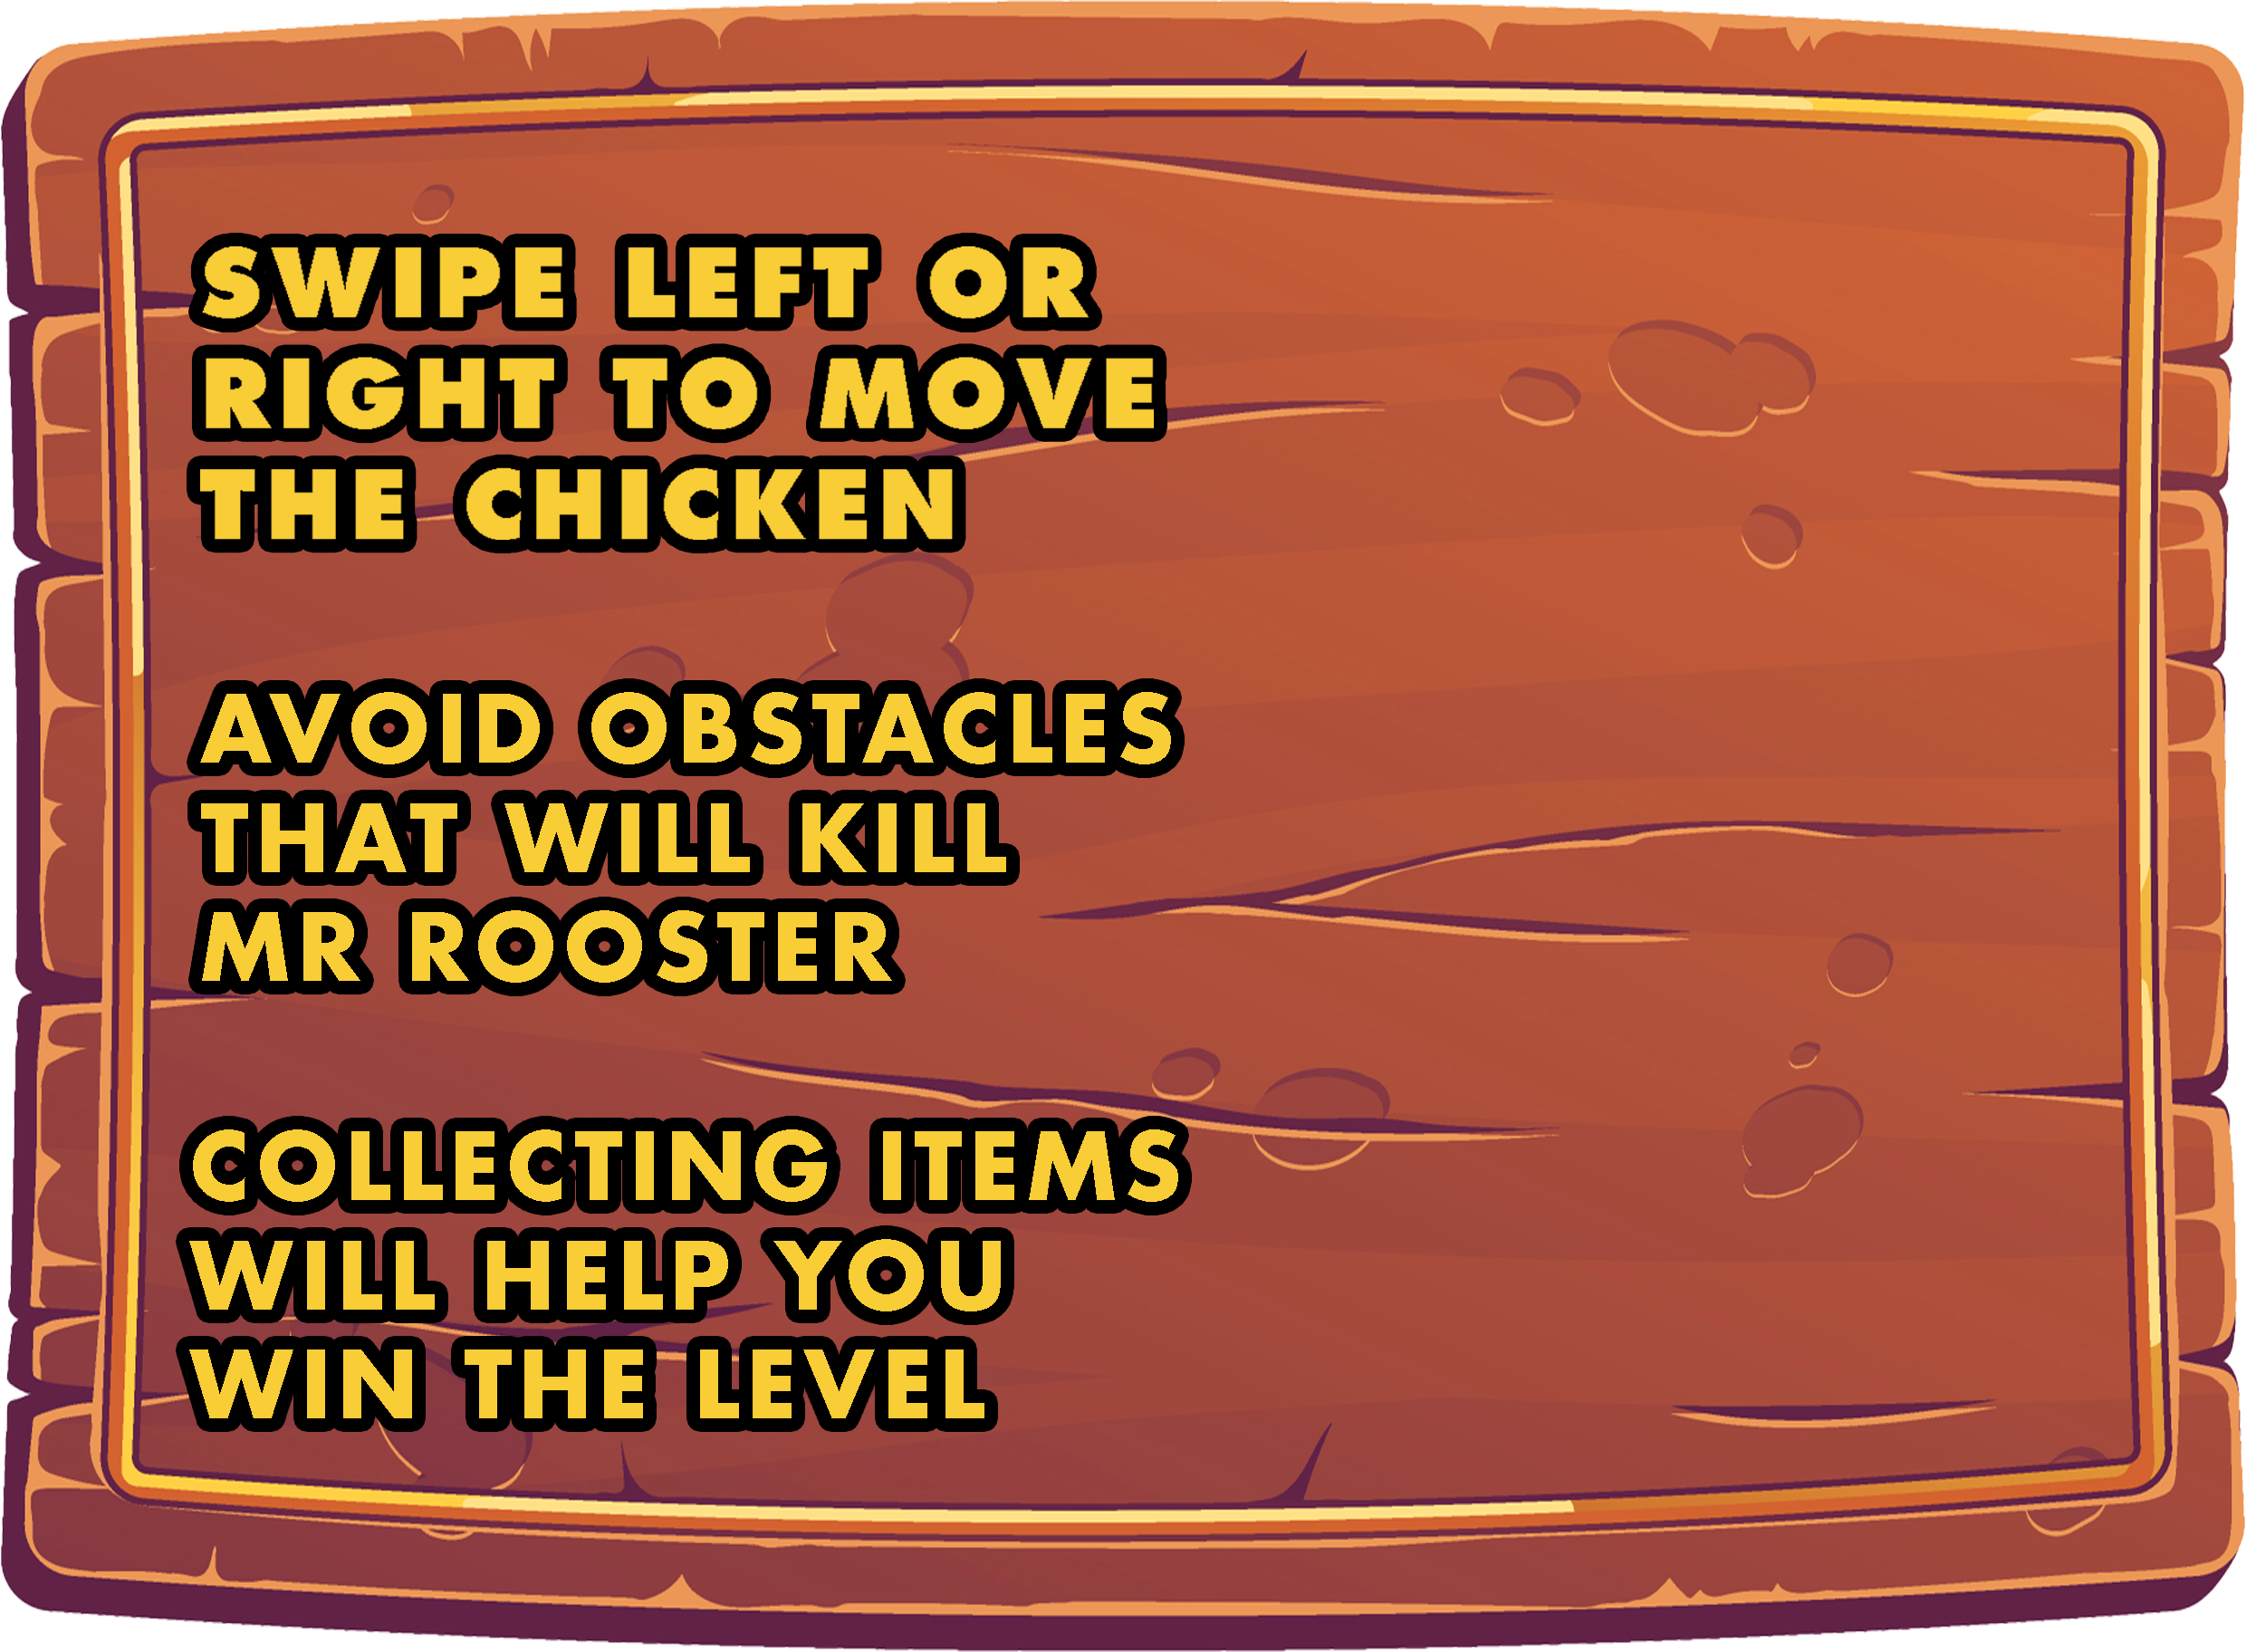 SWIPE LEFT OR
RIGHT TO MOVE
THE CHICKEN
AVOID OBSTACLES
THAT WILL KILL
MR ROOSTER
COLLECTING ITEMS
WILL HELP YOU
WIN THE LEVEL